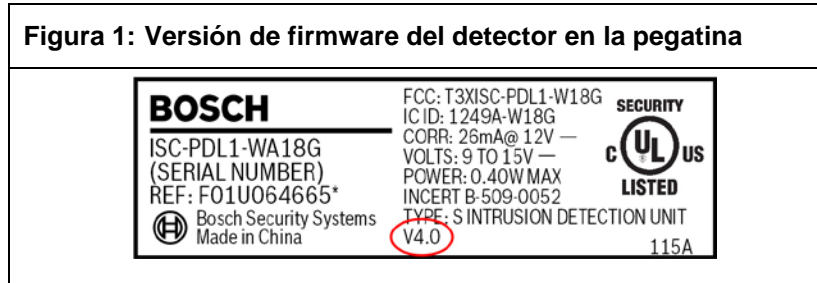 Figura 1: Versión de firmware del detector en la pegatina
BOSCH
ISC-PDL1-WA18G
(SERIAL NUMBER)
REF: F01U064665*
Bosch Security Systems
Made in China
FCC: T3XISC-PDL1-W18G
IC ID: 1249A-W18G
CORR: 26mA@ 12V —
VOLTS: 9 TO 15V —
POWER: 0.40W MAX
INCERT B-509-0052
TYPE: S INTRUSION DETECTION UNIT
V4.0
115A
SECURITY
C UL US
LISTED